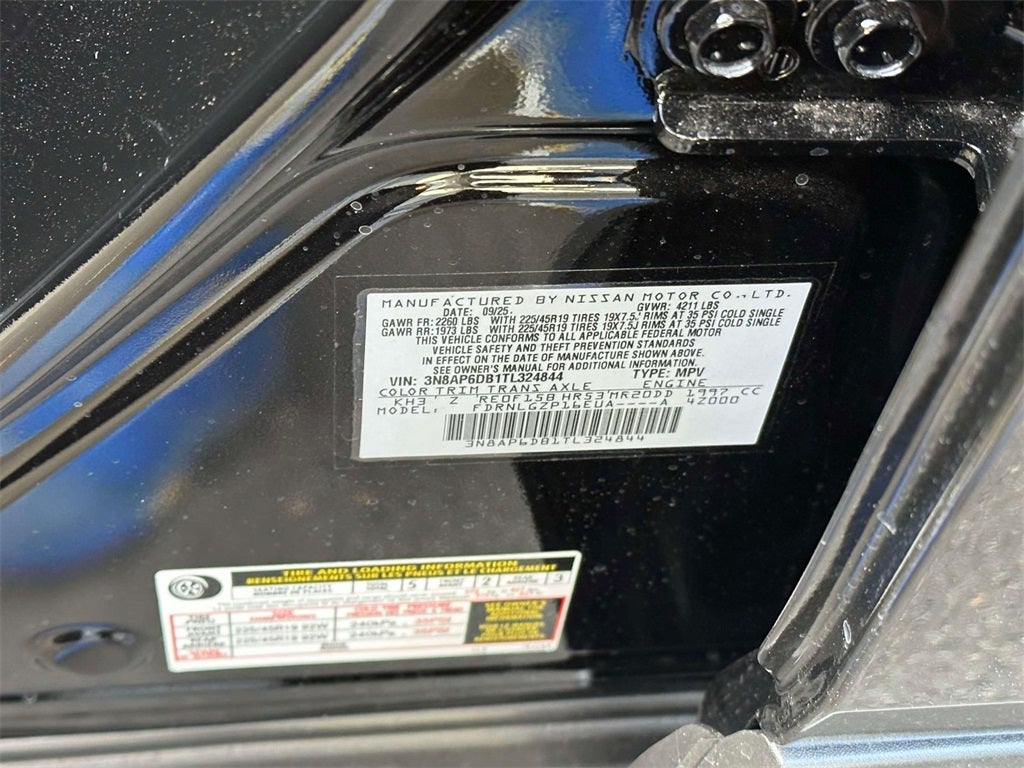 MANUFACTURED BY NISSAN MOTOR CO., LTD.
DATE: 09/25. GVWR: 4211 LBS
GAWR FR: 2260 LBS WITH 225/45R19 TIRES 19X7.5J RIMS AT 35 PSI COLD SINGLE
GAWR RR: 1973 LBS WITH 225/45R19 TIRES 19X7.5J RIMS AT 35 PSI COLD SINGLE
THIS VEHICLE CONFORMS TO ALL APPLICABLE FEDERAL MOTOR
VEHICLE SAFETY AND THEFT PREVENTION STANDARDS
IN EFFECT ON THE DATE OF MANUFACTURE SHOWN ABOVE.
SEE OWNER'S MANUAL FOR ADDITIONAL INFORMATION.
VIN: 3N8AP6DB1TL324844 TYPE: MPV
COLOR TRIM TRANS AXLE ENGINE
KH3 Z RE0F15B HR53 MR20DD 1997 CC
MODEL: FDRNLGZP16EUA----A 42000
3N8AP6DB1TL324844
TIRE AND LOADING INFORMATION
RENSEIGNEMENTS SUR LES PNEUS ET LE CHARGEMENT
SEATING CAPACITY TOTAL 5 FRONT 2 REAR 3
225/45R19 92W 240kPa, 35PSI
225/45R19 92W 240kPa, 35PSI